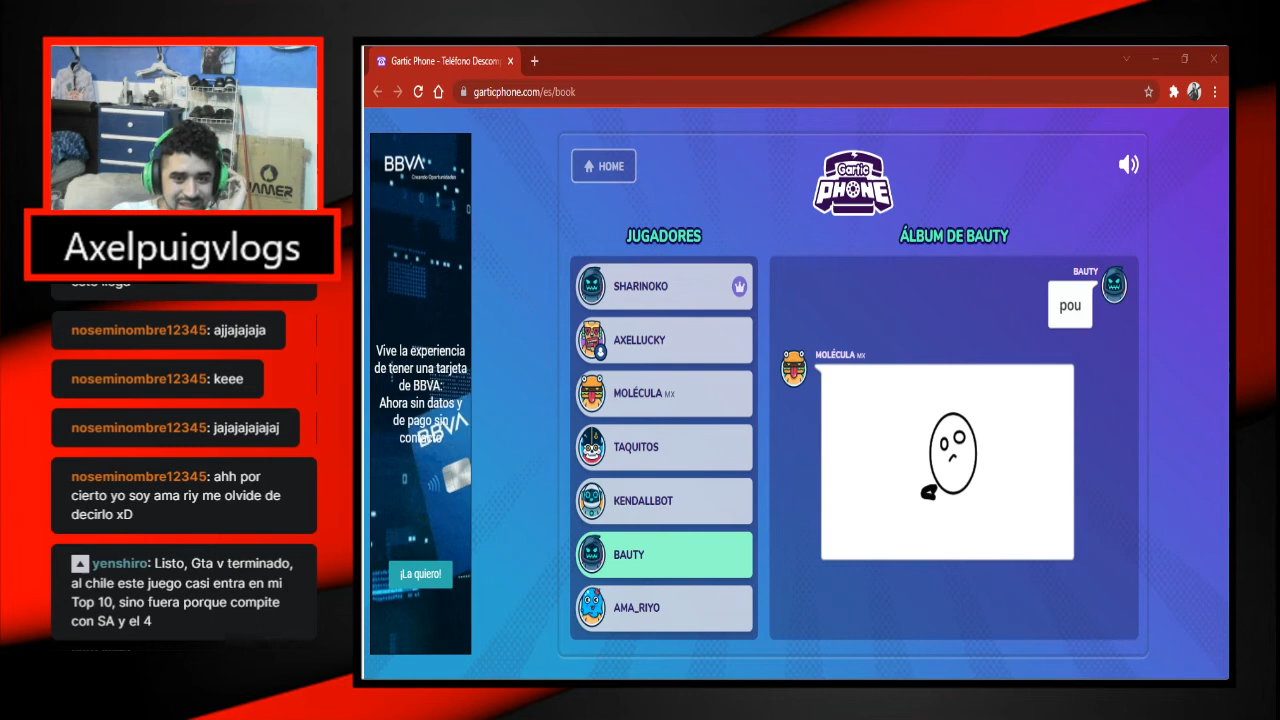 Axelpuigvlogs
noseminombre12345: ajjajajaja
noseminombre12345: keee
noseminombre12345: jajajajajaj
noseminombre12345: ahh por
cierto yo soy ama riy me olvide de
decirlo xD
yenshiro: Listo, Gta v terminado,
al chile este juego casi entra en mi
Top 10, sino fuera porque compite
con SA y el 4
Gartic Phone - Teléfono Descom
garticphone.com/es/book
BBVA
Creando Oportunidades
Vive la experiencia
de tener una tarjeta
de BBVA:
Ahora sin datos y
de pago sin
contacto
BBVA
¡La quiero!
HOME
Gartic
PHONE
JUGADORES
SHARINOKO
AXELLUCKY
MOLÉCULA MX
TAQUITOS
KENDALLBOT
BAUTY
AMA_RIYO
ÁLBUM DE BAUTY
BAUTY
pou
MOLÉCULA MX